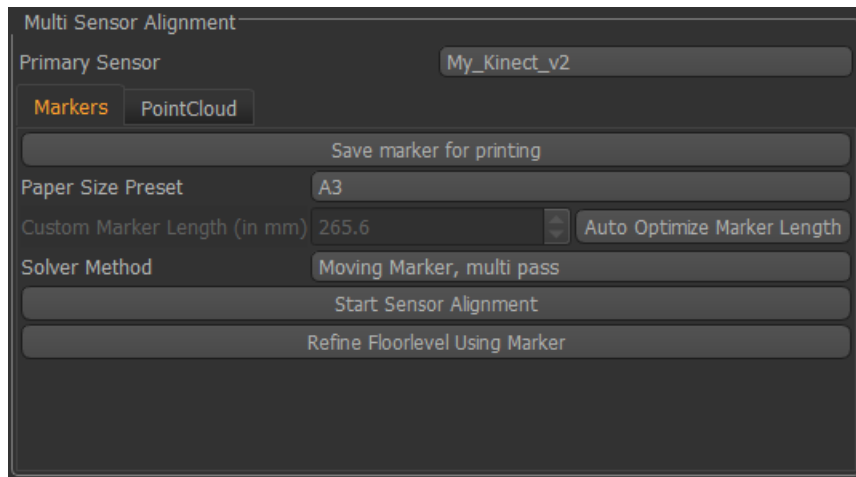 Multi Sensor Alignment
Primary Sensor My_Kinect_v2
Markers PointCloud
Save marker for printing
Paper Size Preset A3
Custom Marker Length (in mm) 265.6 Auto Optimize Marker Length
Solver Method Moving Marker, multi pass
Start Sensor Alignment
Refine Floorlevel Using Marker